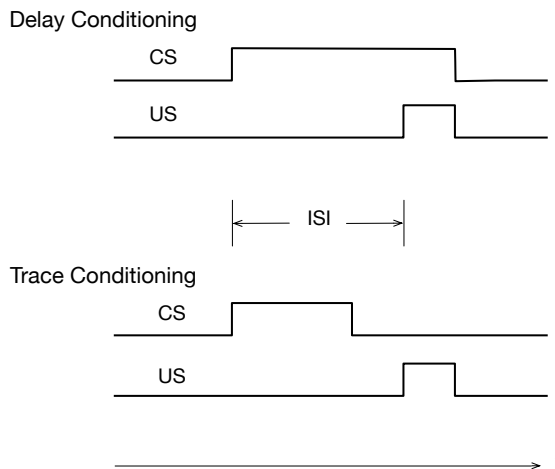 Delay Conditioning
CS
US
ISI
Trace Conditioning
CS
US